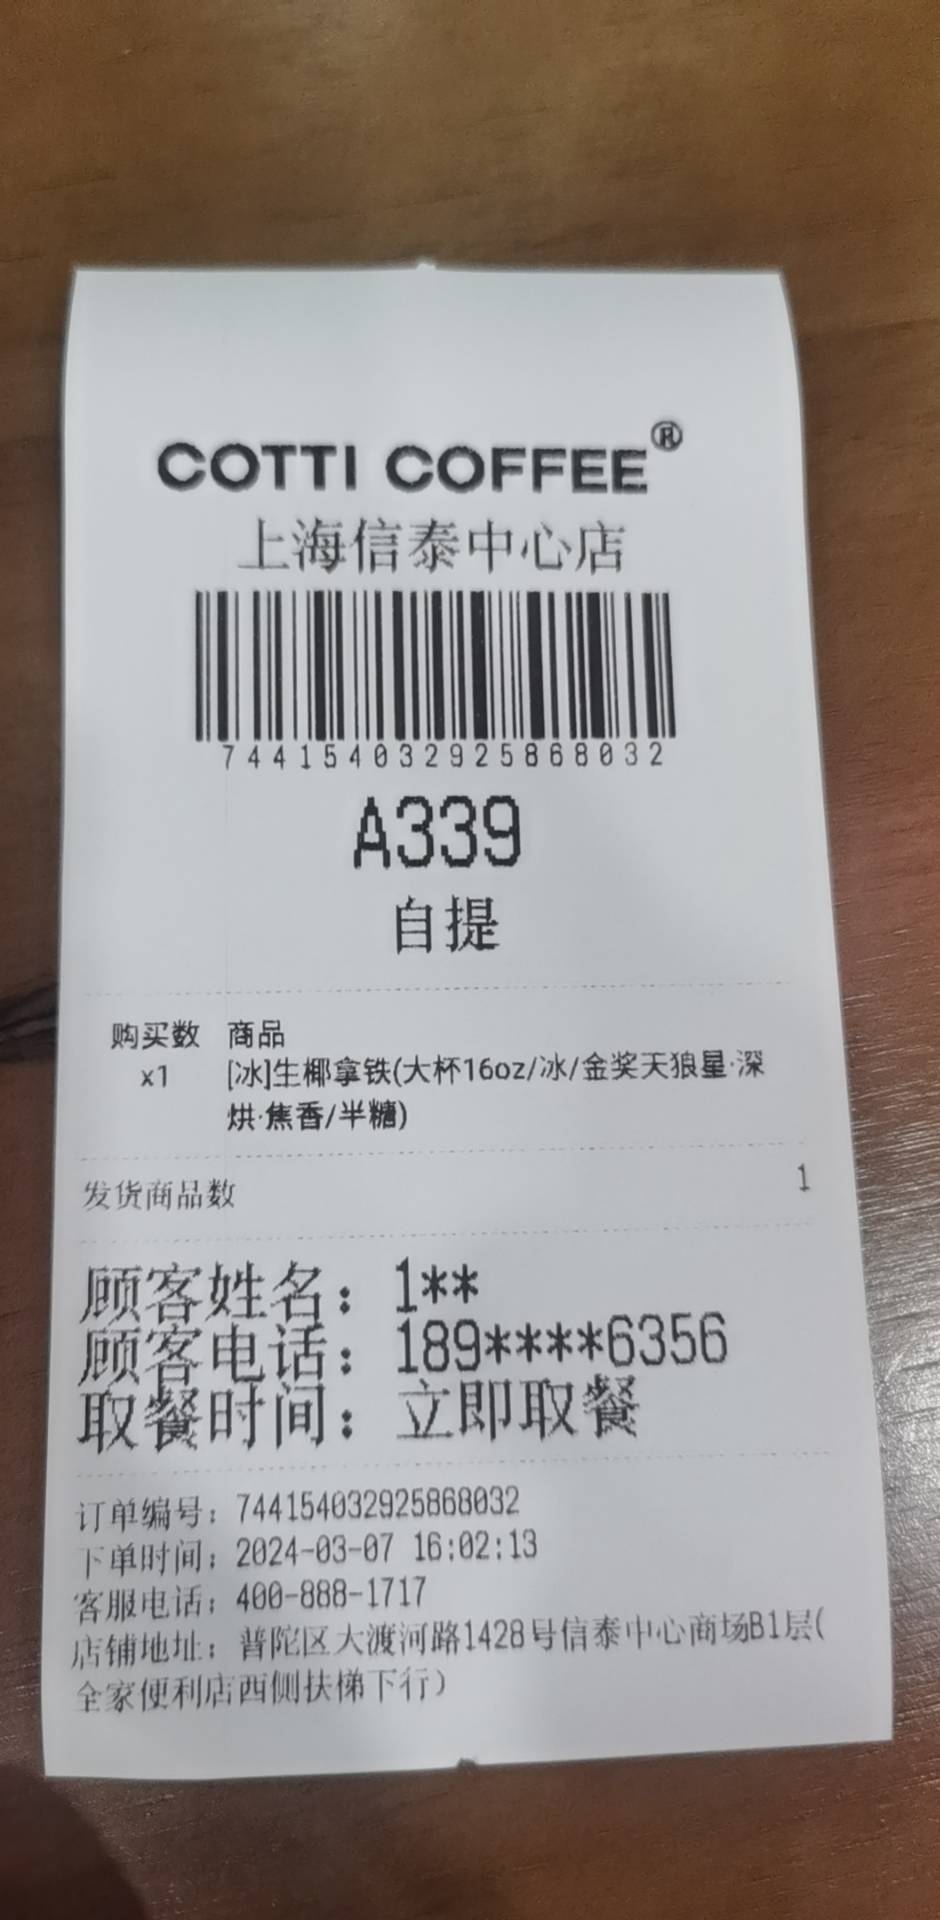 COTTI COFFEE®
上海信泰中心店
744154032925868032
A339
自提
购买数 商品
x1 [冰]生椰拿铁(大杯16oz/冰/金奖天狼星·深
烘·焦香/半糖)
发货商品数 1
顾客姓名：1**
顾客电话：189****6356
取餐时间：立即取餐
订单编号：744154032925868032
下单时间：2024-03-07 16:02:13
客服电话：400-888-1717
店铺地址：普陀区大渡河路1428号信泰中心商场B1层(
全家便利店西侧扶梯下行)